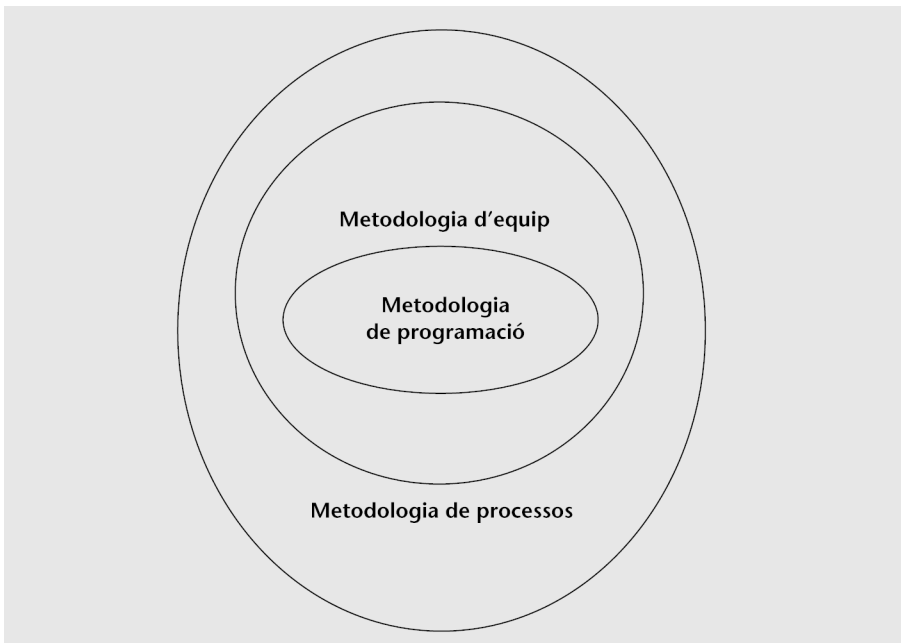 Metodologia d’equip
Metodologia
de programació
Metodologia de processos